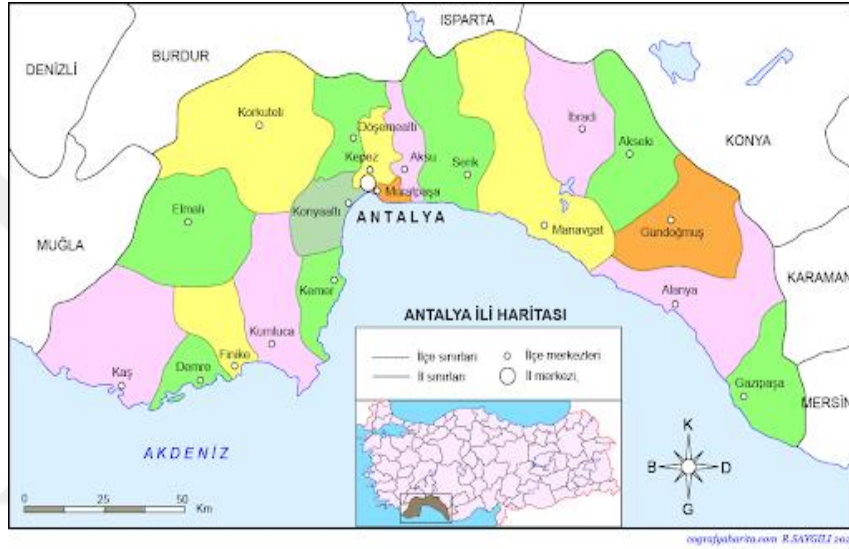 ISPARTA
BURDUR
DENİZLİ
Korkuteli
Döşemealtı
İbradı
Akseki
KONYA
Kepez
Aksu
Serik
Elmalı
Konyaaltı
Muratpaşa
ANTALYA
Manavgat
Gündoğmuş
MUĞLA
KARAMAN
Kemer
Alanya
ANTALYA İLİ HARİTASI
Kumluca
İlçe sınırları
İlçe merkezleri
Finike
İl sınırları
İl merkezi,
Kaş
Demre
Gazipaşa
MERSİN
AKDENİZ
K
B
D
G
0 25 50
Km
cografyaharita.com R.SAYGILI 202